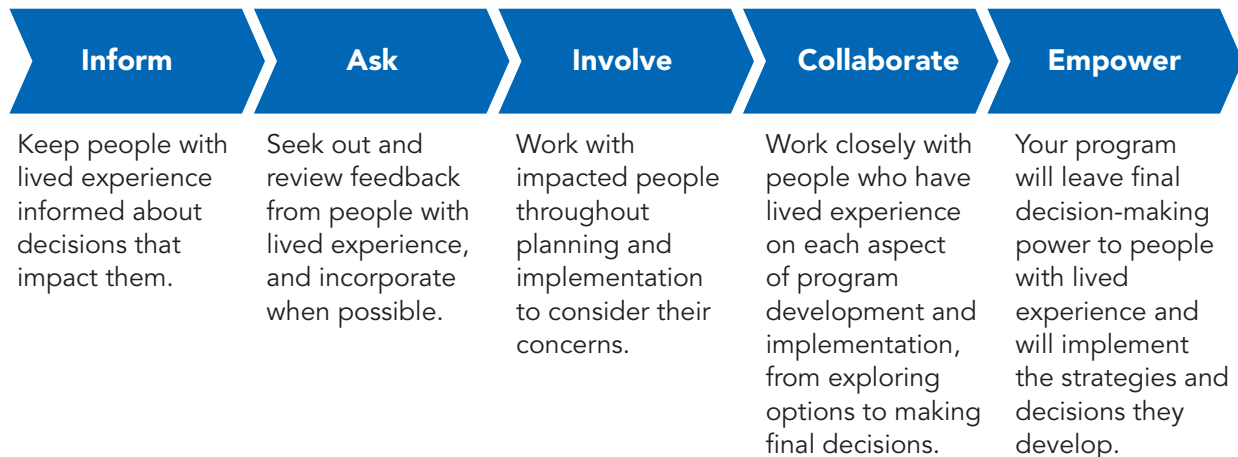 Inform
Ask
Involve
Collaborate
Empower
Keep people with
lived experience
informed about
decisions that
impact them.
Seek out and
review feedback
from people with
lived experience,
and incorporate
when possible.
Work with
impacted people
throughout
planning and
implementation
to consider their
concerns.
Work closely with
people who have
lived experience
on each aspect
of program
development and
implementation,
from exploring
options to making
final decisions.
Your program
will leave final
decision-making
power to people
with lived
experience and
will implement
the strategies and
decisions they
develop.